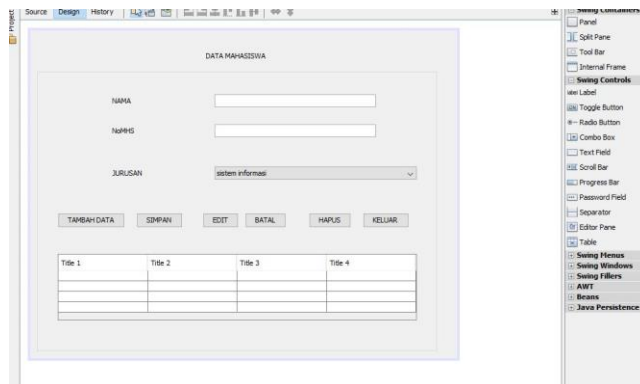 Source Design History
Swing Containers
Panel
Split Pane
Tool Bar
Internal Frame
Swing Controls
label Label
Toggle Button
Radio Button
Combo Box
Text Field
Scroll Bar
Progress Bar
Password Field
Separator
Editor Pane
Table
Swing Menus
Swing Windows
Swing Fillers
AWT
Beans
Java Persistence
Project
DATA MAHASISWA
NAMA
NoMHS
JURUSAN sistem informasi
TAMBAH DATA SIMPAN EDIT BATAL HAPUS KELUAR
Title 1 Title 2 Title 3 Title 4